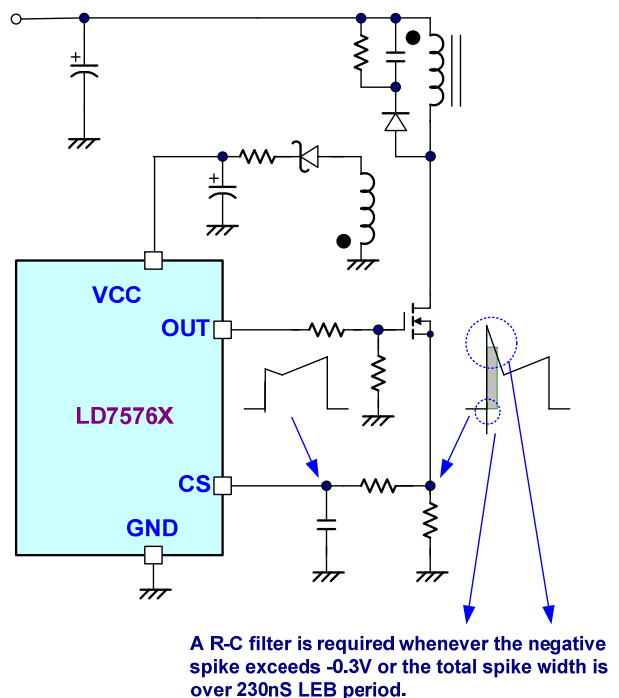 +
+
VCC
OUT
LD7576X
CS
GND
A R-C filter is required whenever the negative
spike exceeds -0.3V or the total spike width is
over 230nS LEB period.